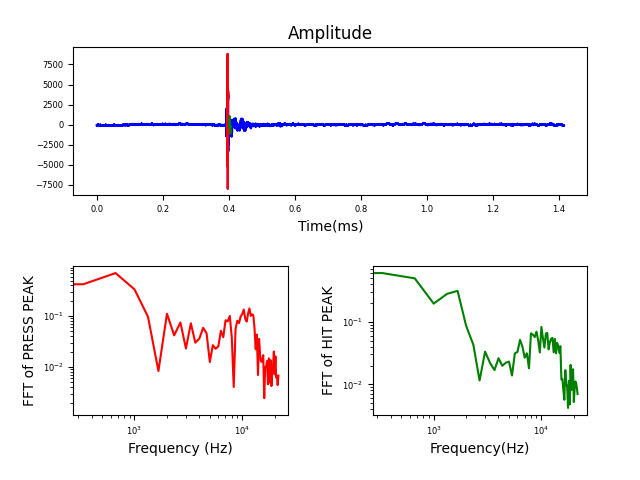 Amplitude
7500
5000
2500
0
−2500
−5000
−7500
0.0 0.2 0.4 0.6 0.8 1.0 1.2 1.4
Time(ms)
FFT of PRESS PEAK
10⁻¹
10⁻²
10³ 10⁴
Frequency (Hz)
FFT of HIT PEAK
10⁻¹
10⁻²
10³ 10⁴
Frequency(Hz)